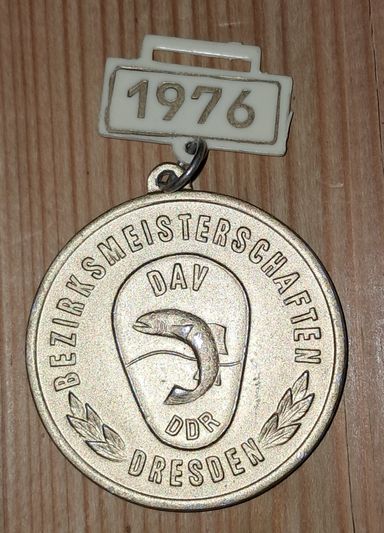 1976
BEZIRKSMEISTERSCHAFTEN
DAV
DDR
DRESDEN